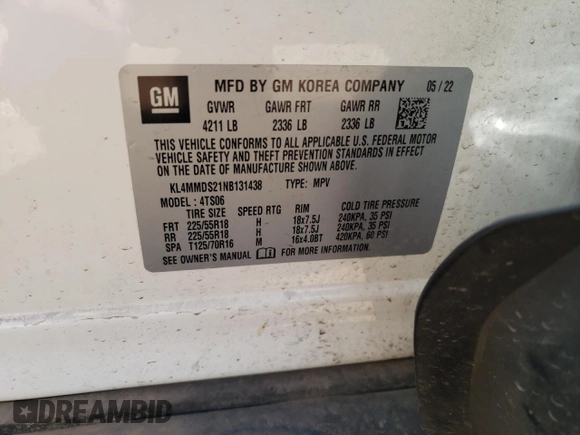 GM
MFD BY GM KOREA COMPANY 05 / 22
GVWR GAWR FRT GAWR RR
4211 LB 2336 LB 2336 LB
THIS VEHICLE CONFORMS TO ALL APPLICABLE U.S. FEDERAL MOTOR
VEHICLE SAFETY AND THEFT PREVENTION STANDARDS IN EFFECT
ON THE DATE OF MANUFACTURE SHOWN ABOVE.
KL4MMDS21NB131438 TYPE: MPV
MODEL : 4TS06
TIRE SIZE SPEED RTG RIM COLD TIRE PRESSURE
FRT 225/55R18 H 18x7.5J 240KPA, 35 PSI
RR 225/55R18 H 18x7.5J 240KPA, 35 PSI
SPA T125/70R16 M 16x4.0BT 420KPA, 60 PSI
SEE OWNER'S MANUAL FOR MORE INFORMATION.
DREAMBID